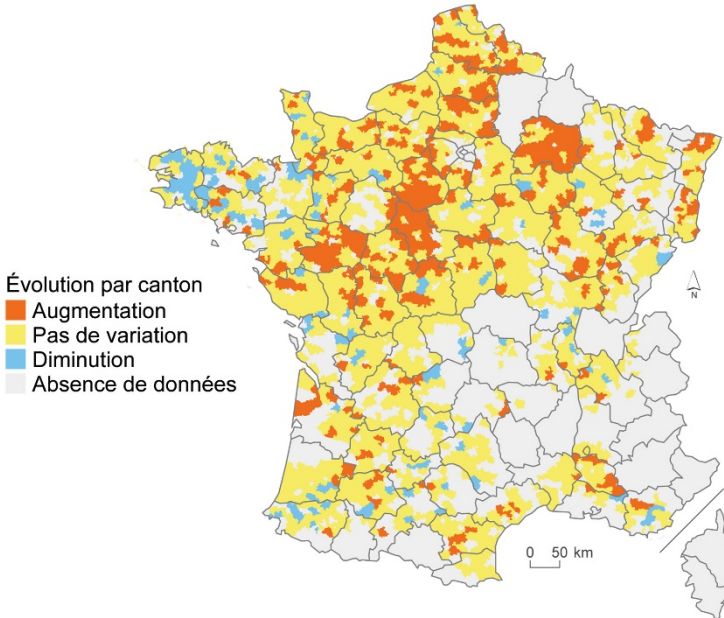 Évolution par canton
Augmentation
Pas de variation
Diminution
Absence de données
N
0 50 km